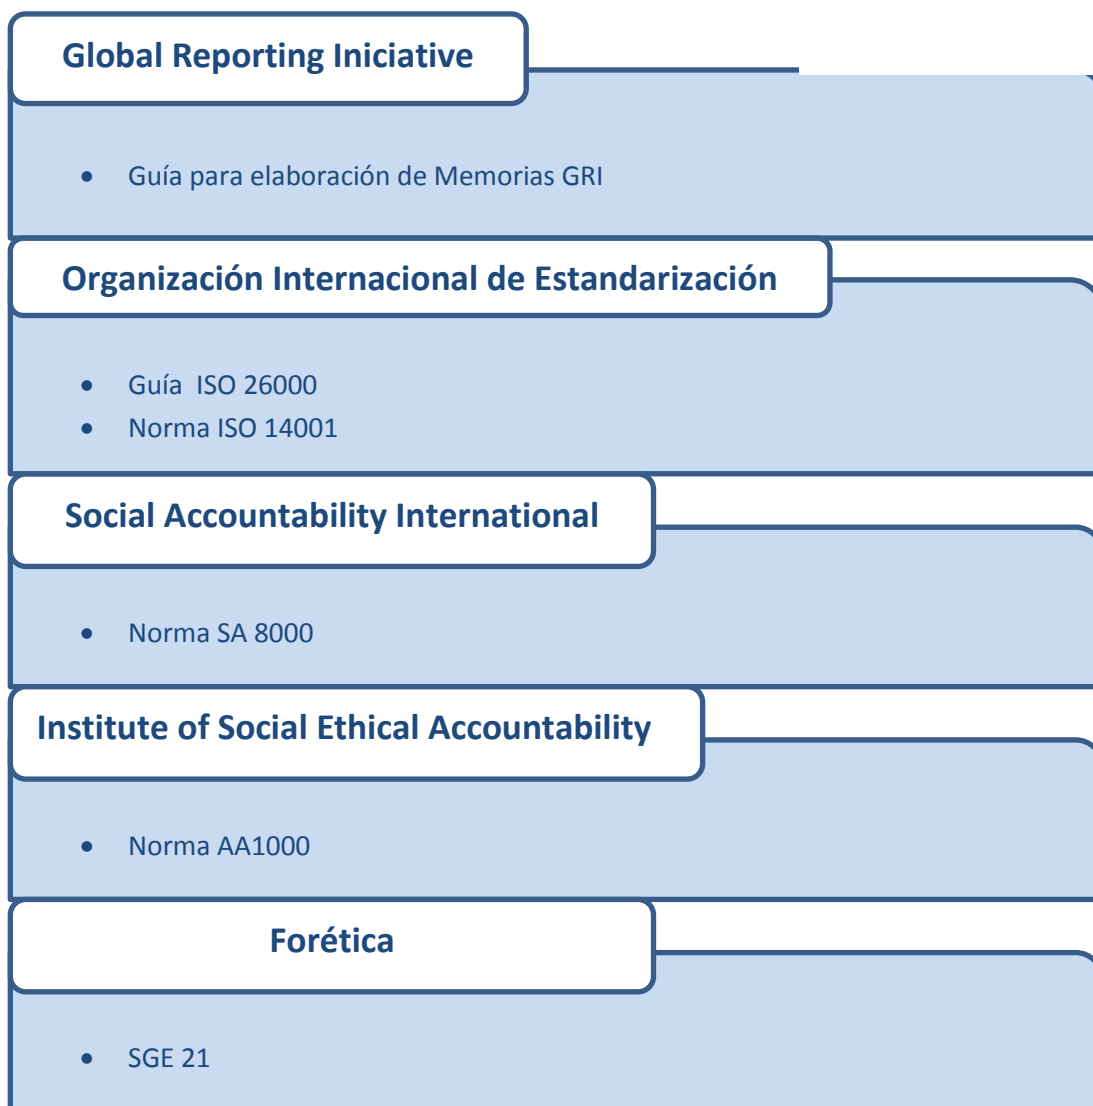 Global Reporting Iniciative
• Guía para elaboración de Memorias GRI
Organización Internacional de Estandarización
• Guía  ISO 26000
• Norma ISO 14001
Social Accountability International
• Norma SA 8000
Institute of Social Ethical Accountability
• Norma AA1000
Forética
• SGE 21